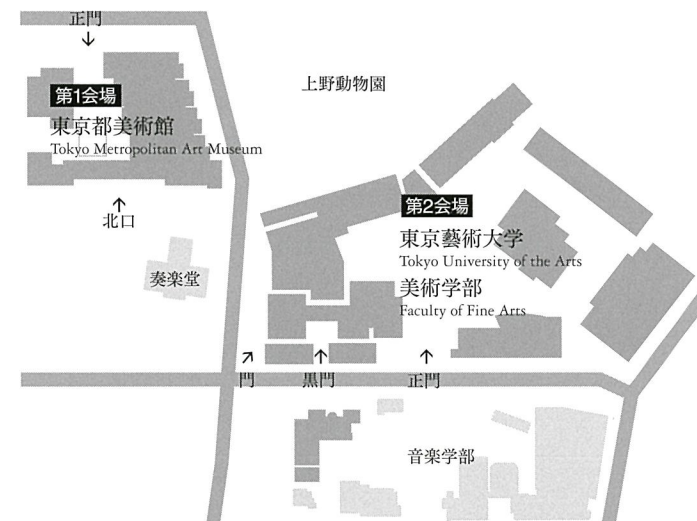 正門
↓
第1会場
東京都美術館
Tokyo Metropolitan Art Museum
↑
北口
奏楽堂
上野動物園
第2会場
東京藝術大学
Tokyo University of the Arts
美術学部
Faculty of Fine Arts
↗
門
↑
黒門
↑
正門
音楽学部